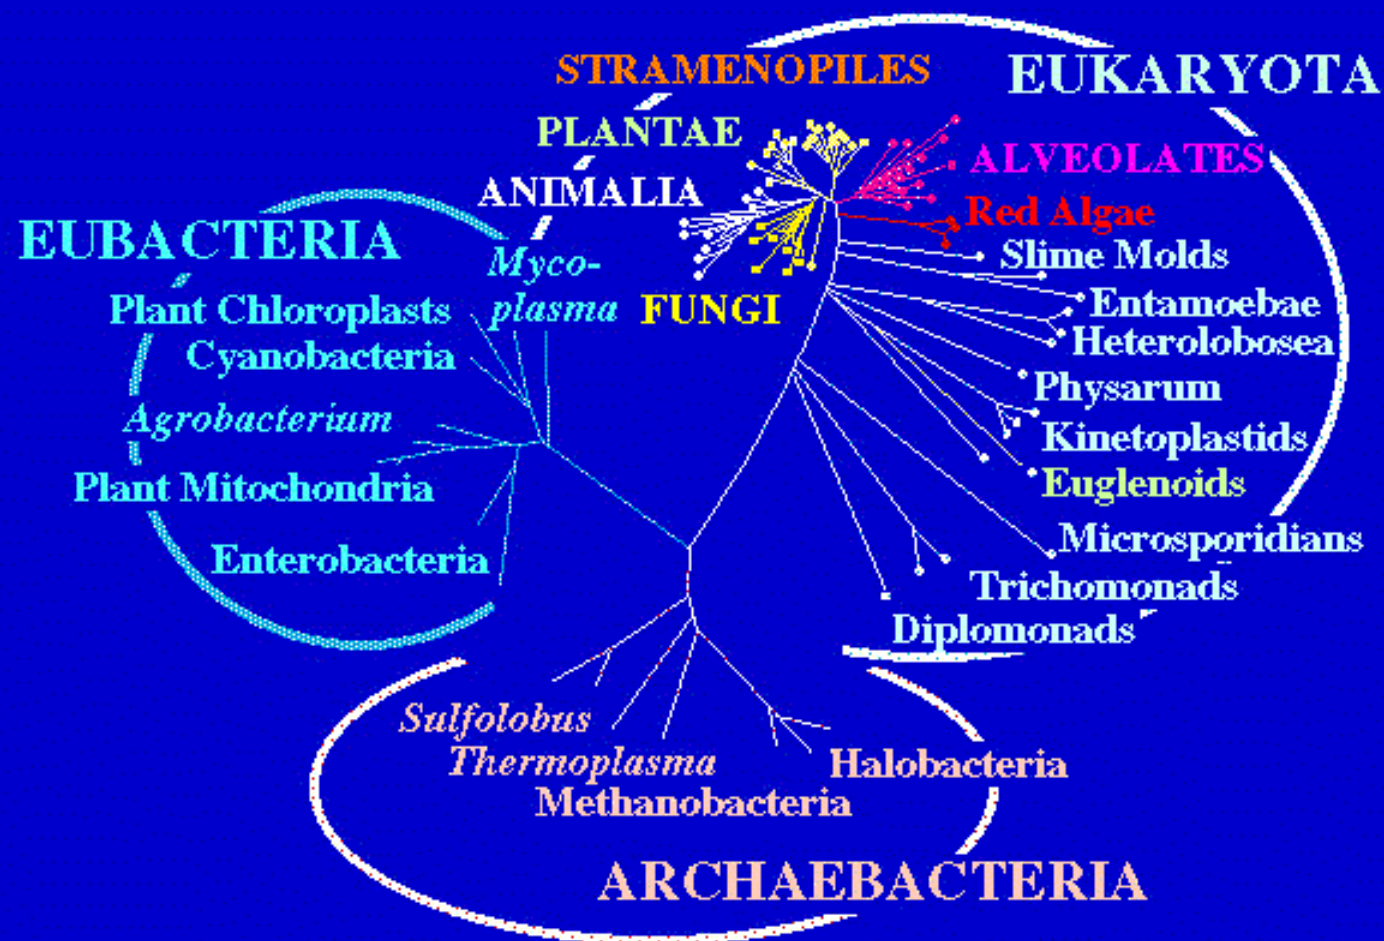 STRAMENOPILES
EUKARYOTA
PLANTAE
ALVEOLATES
ANIMALIA
Red Algae
EUBACTERIA
Slime Molds
Myco-
plasma
FUNGI
Plant Chloroplasts
Entamoebae
Cyanobacteria
Heterolobosea
Physarum
Agrobacterium
Kinetoplastids
Plant Mitochondria
Euglenoids
Enterobacteria
Microsporidians
Trichomonads
Diplomonads
Sulfolobus
Thermoplasma
Halobacteria
Methanobacteria
ARCHAEBACTERIA